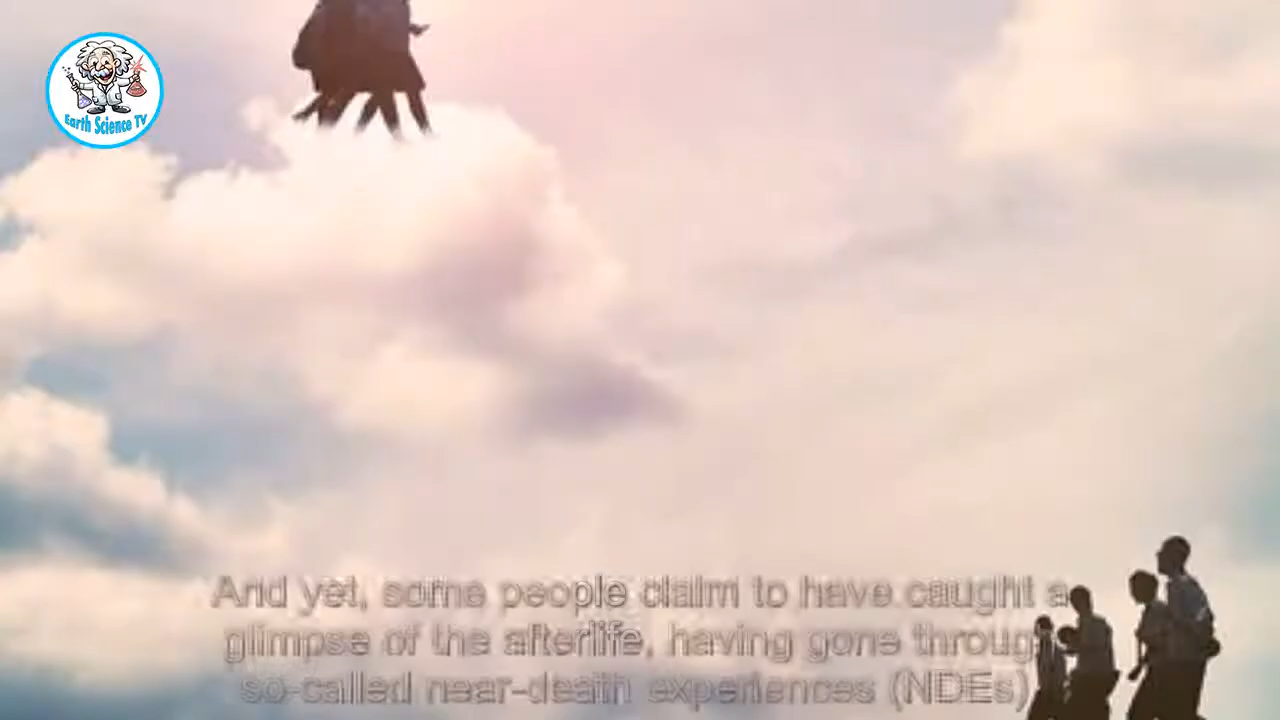 Earth Science TV
And yet, some people claim to have caught a
glimpse of the afterlife, having gone through
so-called near-death experiences (NDEs)